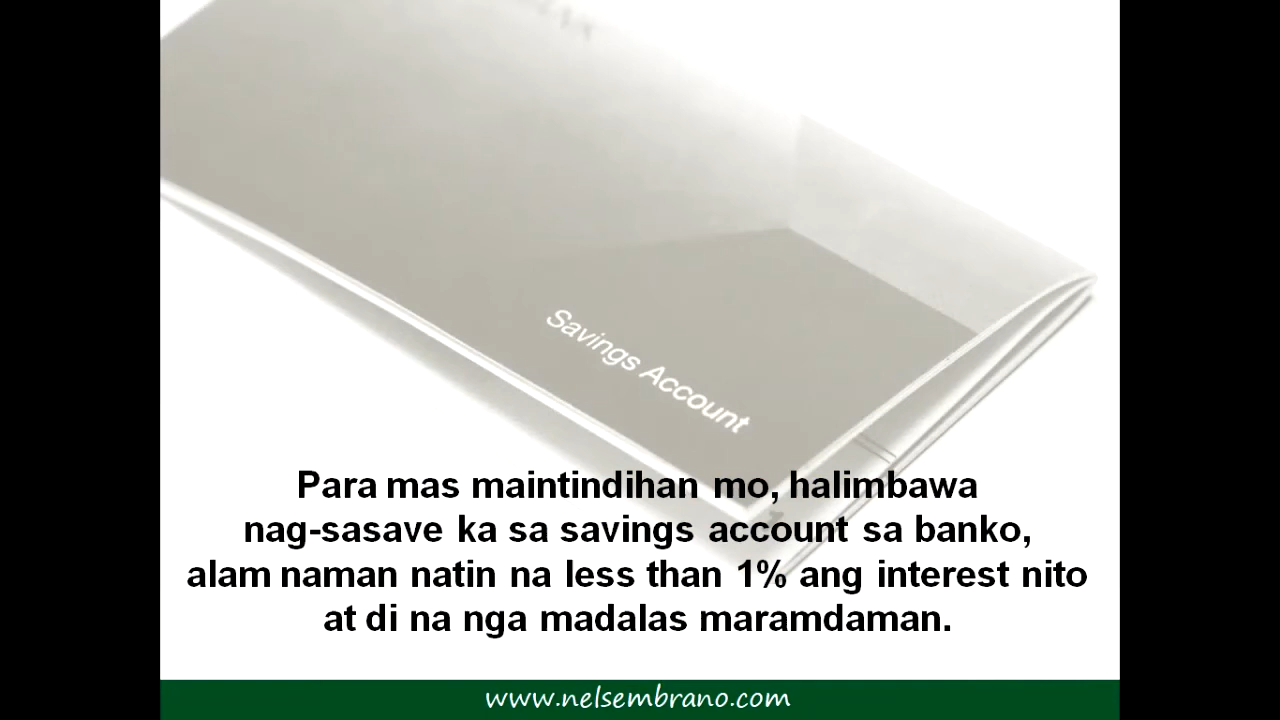 Savings Account
Para mas maintindihan mo, halimbawa
nag-sasave ka sa savings account sa banko,
alam naman natin na less than 1% ang interest nito
at di na nga madalas maramdaman.
www.nelsembrano.com